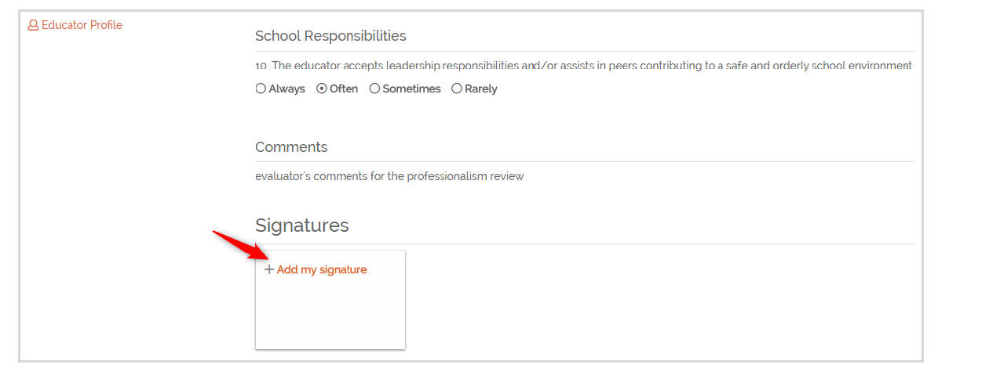 Educator Profile
School Responsibilities
10. The educator accepts leadership responsibilities and/or assists in peers contributing to a safe and orderly school environment
Always Often Sometimes Rarely
Comments
evaluator's comments for the professionalism review
Signatures
+ Add my signature